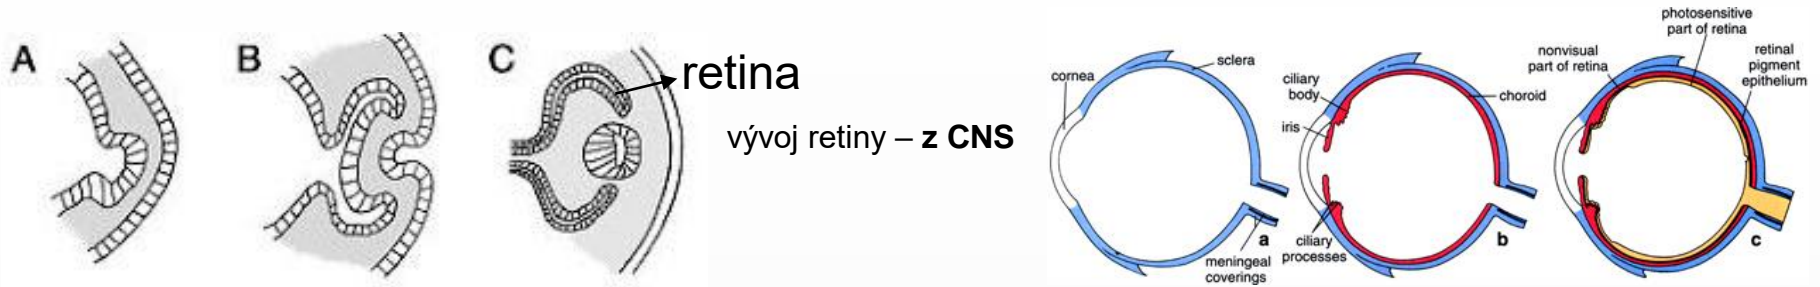 A
B
C
retina
vývoj retiny – z CNS
cornea
sclera
meningeal
coverings
a
ciliary
body
iris
choroid
ciliary
processes
b
photosensitive
part of retina
nonvisual
part of retina
retinal
pigment
epithelium
c